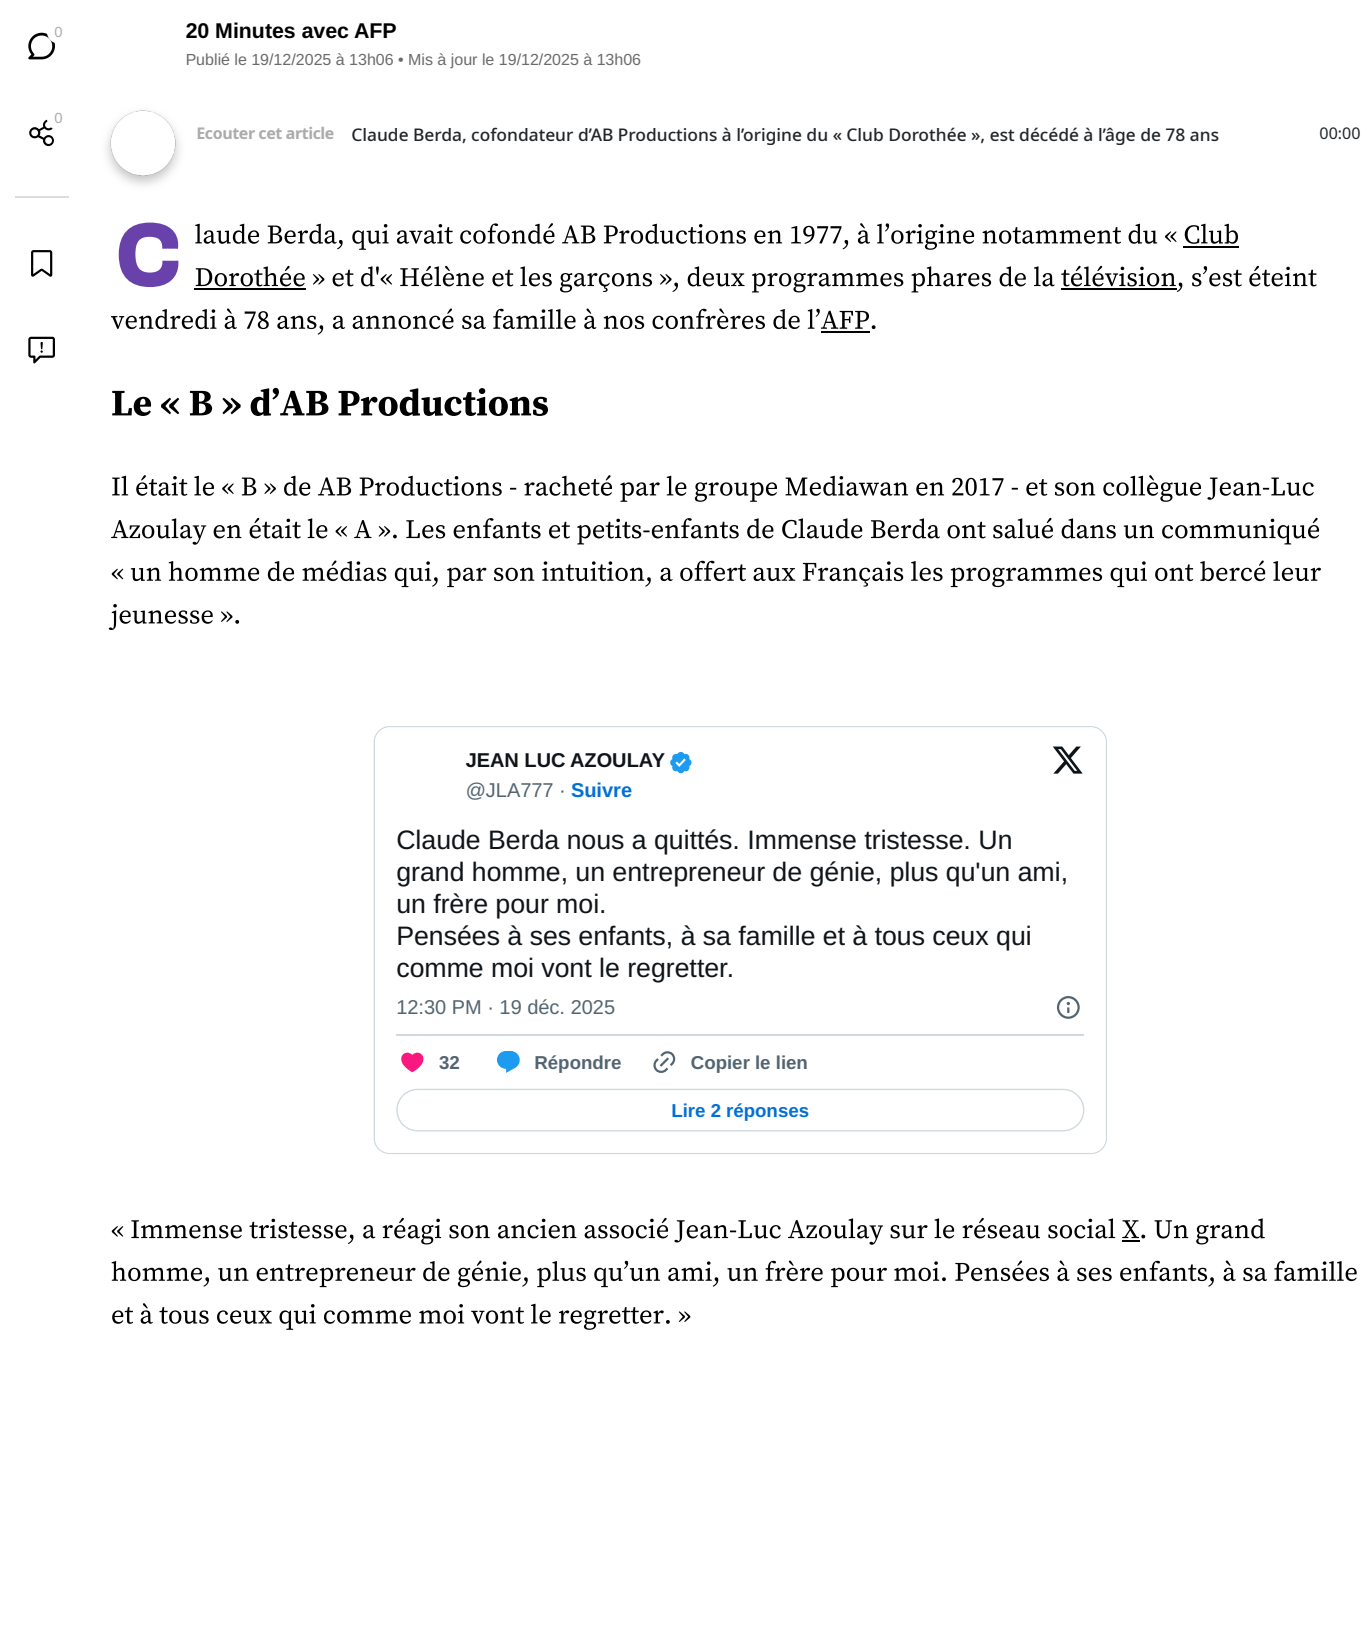 0
20 Minutes avec AFP
Publié le 19/12/2025 à 13h06 • Mis à jour le 19/12/2025 à 13h06
0
Ecouter cet article Claude Berda, cofondateur d’AB Productions à l’origine du « Club Dorothée », est décédé à l’âge de 78 ans 00:00
Claude Berda, qui avait cofondé AB Productions en 1977, à l’origine notamment du « Club
Dorothée » et d'« Hélène et les garçons », deux programmes phares de la télévision, s’est éteint
vendredi à 78 ans, a annoncé sa famille à nos confrères de l’AFP.
Le « B » d’AB Productions
Il était le « B » de AB Productions - racheté par le groupe Mediawan en 2017 - et son collègue Jean-Luc
Azoulay en était le « A ». Les enfants et petits-enfants de Claude Berda ont salué dans un communiqué
« un homme de médias qui, par son intuition, a offert aux Français les programmes qui ont bercé leur
jeunesse ».
JEAN LUC AZOULAY
@JLA777 · Suivre
Claude Berda nous a quittés. Immense tristesse. Un
grand homme, un entrepreneur de génie, plus qu'un ami,
un frère pour moi.
Pensées à ses enfants, à sa famille et à tous ceux qui
comme moi vont le regretter.
12:30 PM · 19 déc. 2025
32 Répondre Copier le lien
Lire 2 réponses
« Immense tristesse, a réagi son ancien associé Jean-Luc Azoulay sur le réseau social X. Un grand
homme, un entrepreneur de génie, plus qu’un ami, un frère pour moi. Pensées à ses enfants, à sa famille
et à tous ceux qui comme moi vont le regretter. »